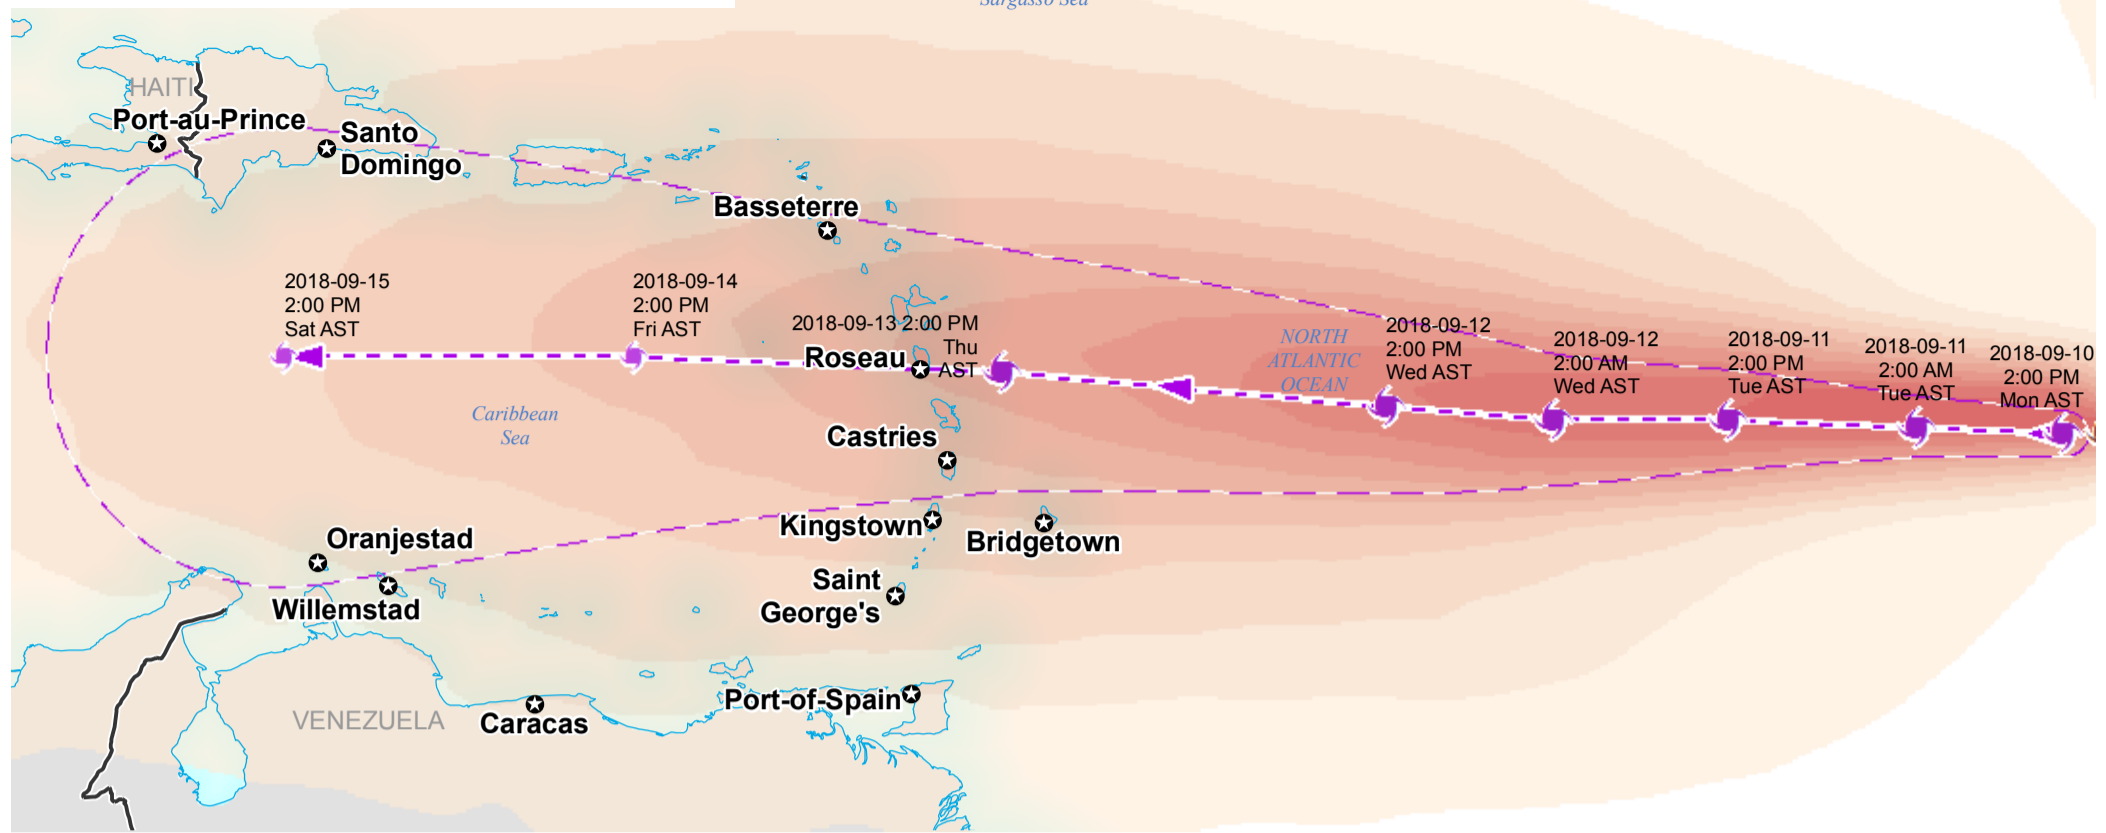 Sargasso Sea
HAITI
Port-au-Prince
Santo
Domingo
Basseterre
2018-09-15
2:00 PM
Sat AST
2018-09-14
2:00 PM
Fri AST
2018-09-13 2:00 PM
Thu
AST
Roseau
NORTH
ATLANTIC
OCEAN
2018-09-12
2:00 PM
Wed AST
2018-09-12
2:00 AM
Wed AST
2018-09-11
2:00 PM
Tue AST
2018-09-11
2:00 AM
Tue AST
2018-09-10
2:00 PM
Mon AST
Caribbean
Sea
Castries
Kingstown
Bridgetown
Oranjestad
Willemstad
Saint
George's
VENEZUELA
Caracas
Port-of-Spain